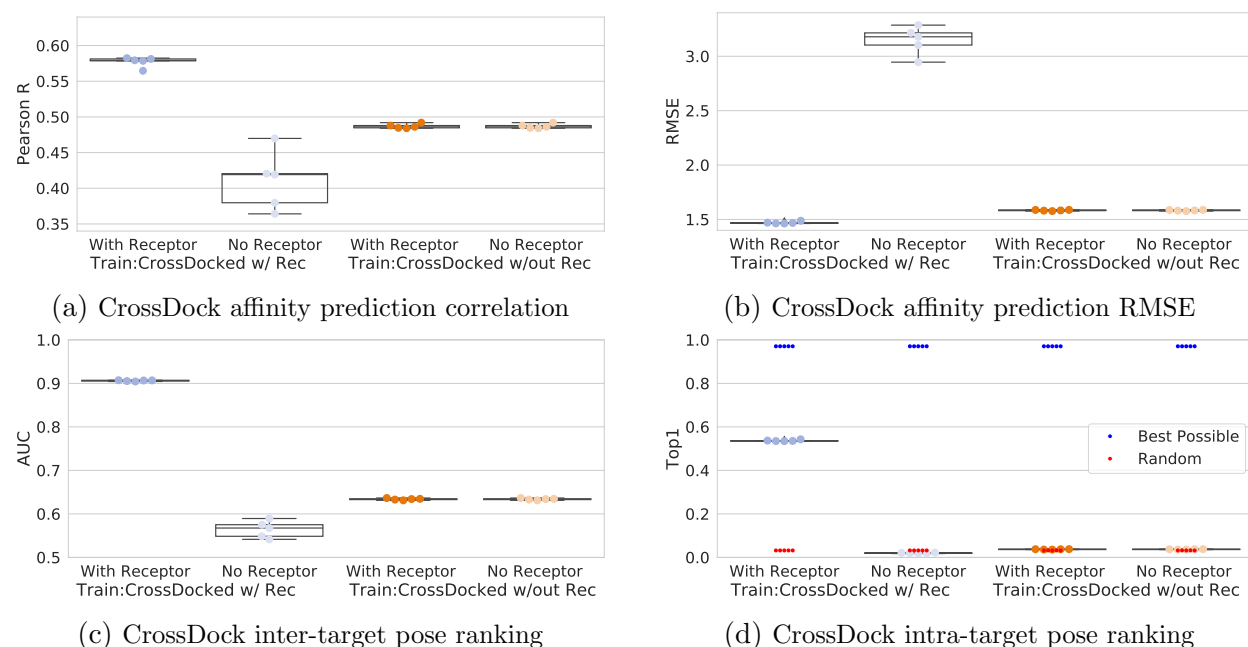 Pearson R
0.60
0.55
0.50
0.45
0.40
0.35
With Receptor No Receptor With Receptor No Receptor
Train:CrossDocked w/ Rec Train:CrossDocked w/out Rec
(a) CrossDock affinity prediction correlation
RMSE
3.0
2.5
2.0
1.5
With Receptor No Receptor With Receptor No Receptor
Train:CrossDocked w/ Rec Train:CrossDocked w/out Rec
(b) CrossDock affinity prediction RMSE
AUC
1.0
0.9
0.8
0.7
0.6
0.5
With Receptor No Receptor With Receptor No Receptor
Train:CrossDocked w/ Rec Train:CrossDocked w/out Rec
(c) CrossDock inter-target pose ranking
Top1
1.0
0.8
0.6
0.4
0.2
0.0
Best Possible
Random
With Receptor No Receptor With Receptor No Receptor
Train:CrossDocked w/ Rec Train:CrossDocked w/out Rec
(d) CrossDock intra-target pose ranking